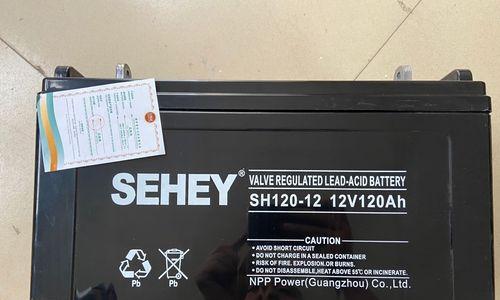 SEHEY®
VALVE REGULATED LEAD-ACID BATTERY
SH120-12 12V120Ah
CAUTION
• AVOID SHORT CIRCUIT
• DO NOT CHARGE IN A SEALED CONTAINER
• RISK OF FIRE. EXPLOSION.OR BURNS.
• DO NOT DISASSEMBLE,HEAT ABOVE 55°C OR INCINERATE.
NPP Power(Guangzhou) Co.,Ltd.
Pb
Pb